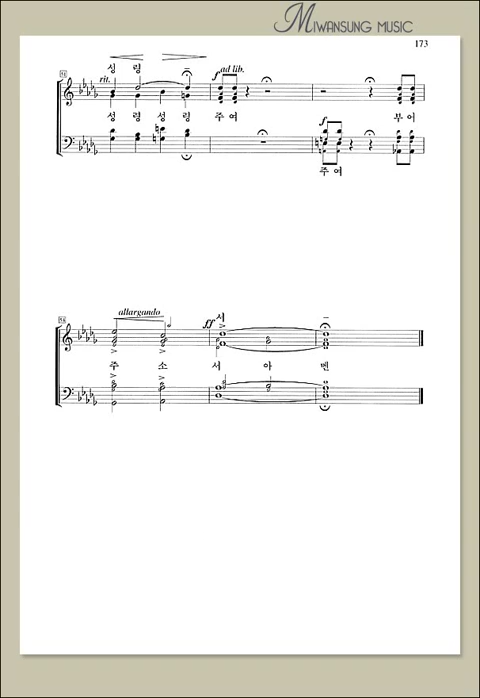 MIWANSUNG MUSIC
173
성 령
rit.
f ad lib.
성 령 성 령 주 여 부 어
f
주 여
allargando
ff 서
주 소 서 아 멘